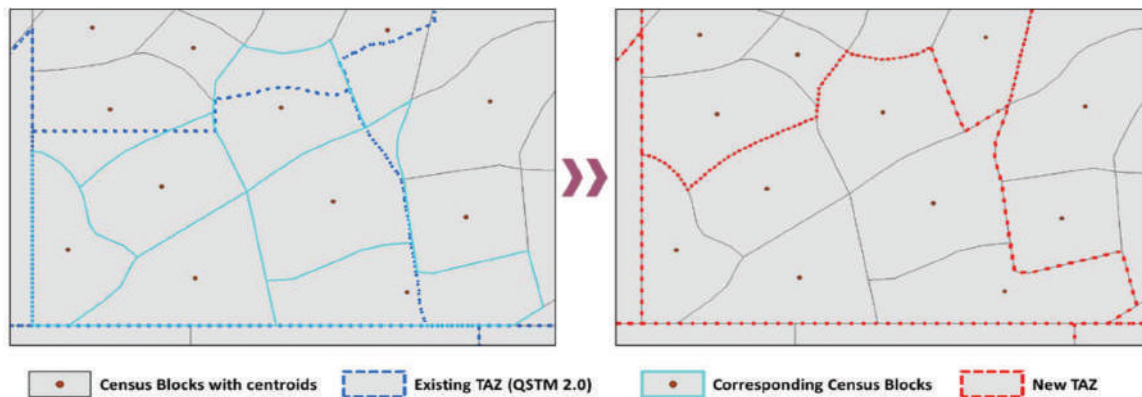 Census Blocks with centroids
Existing TAZ (QSTM 2.0)
Corresponding Census Blocks
New TAZ